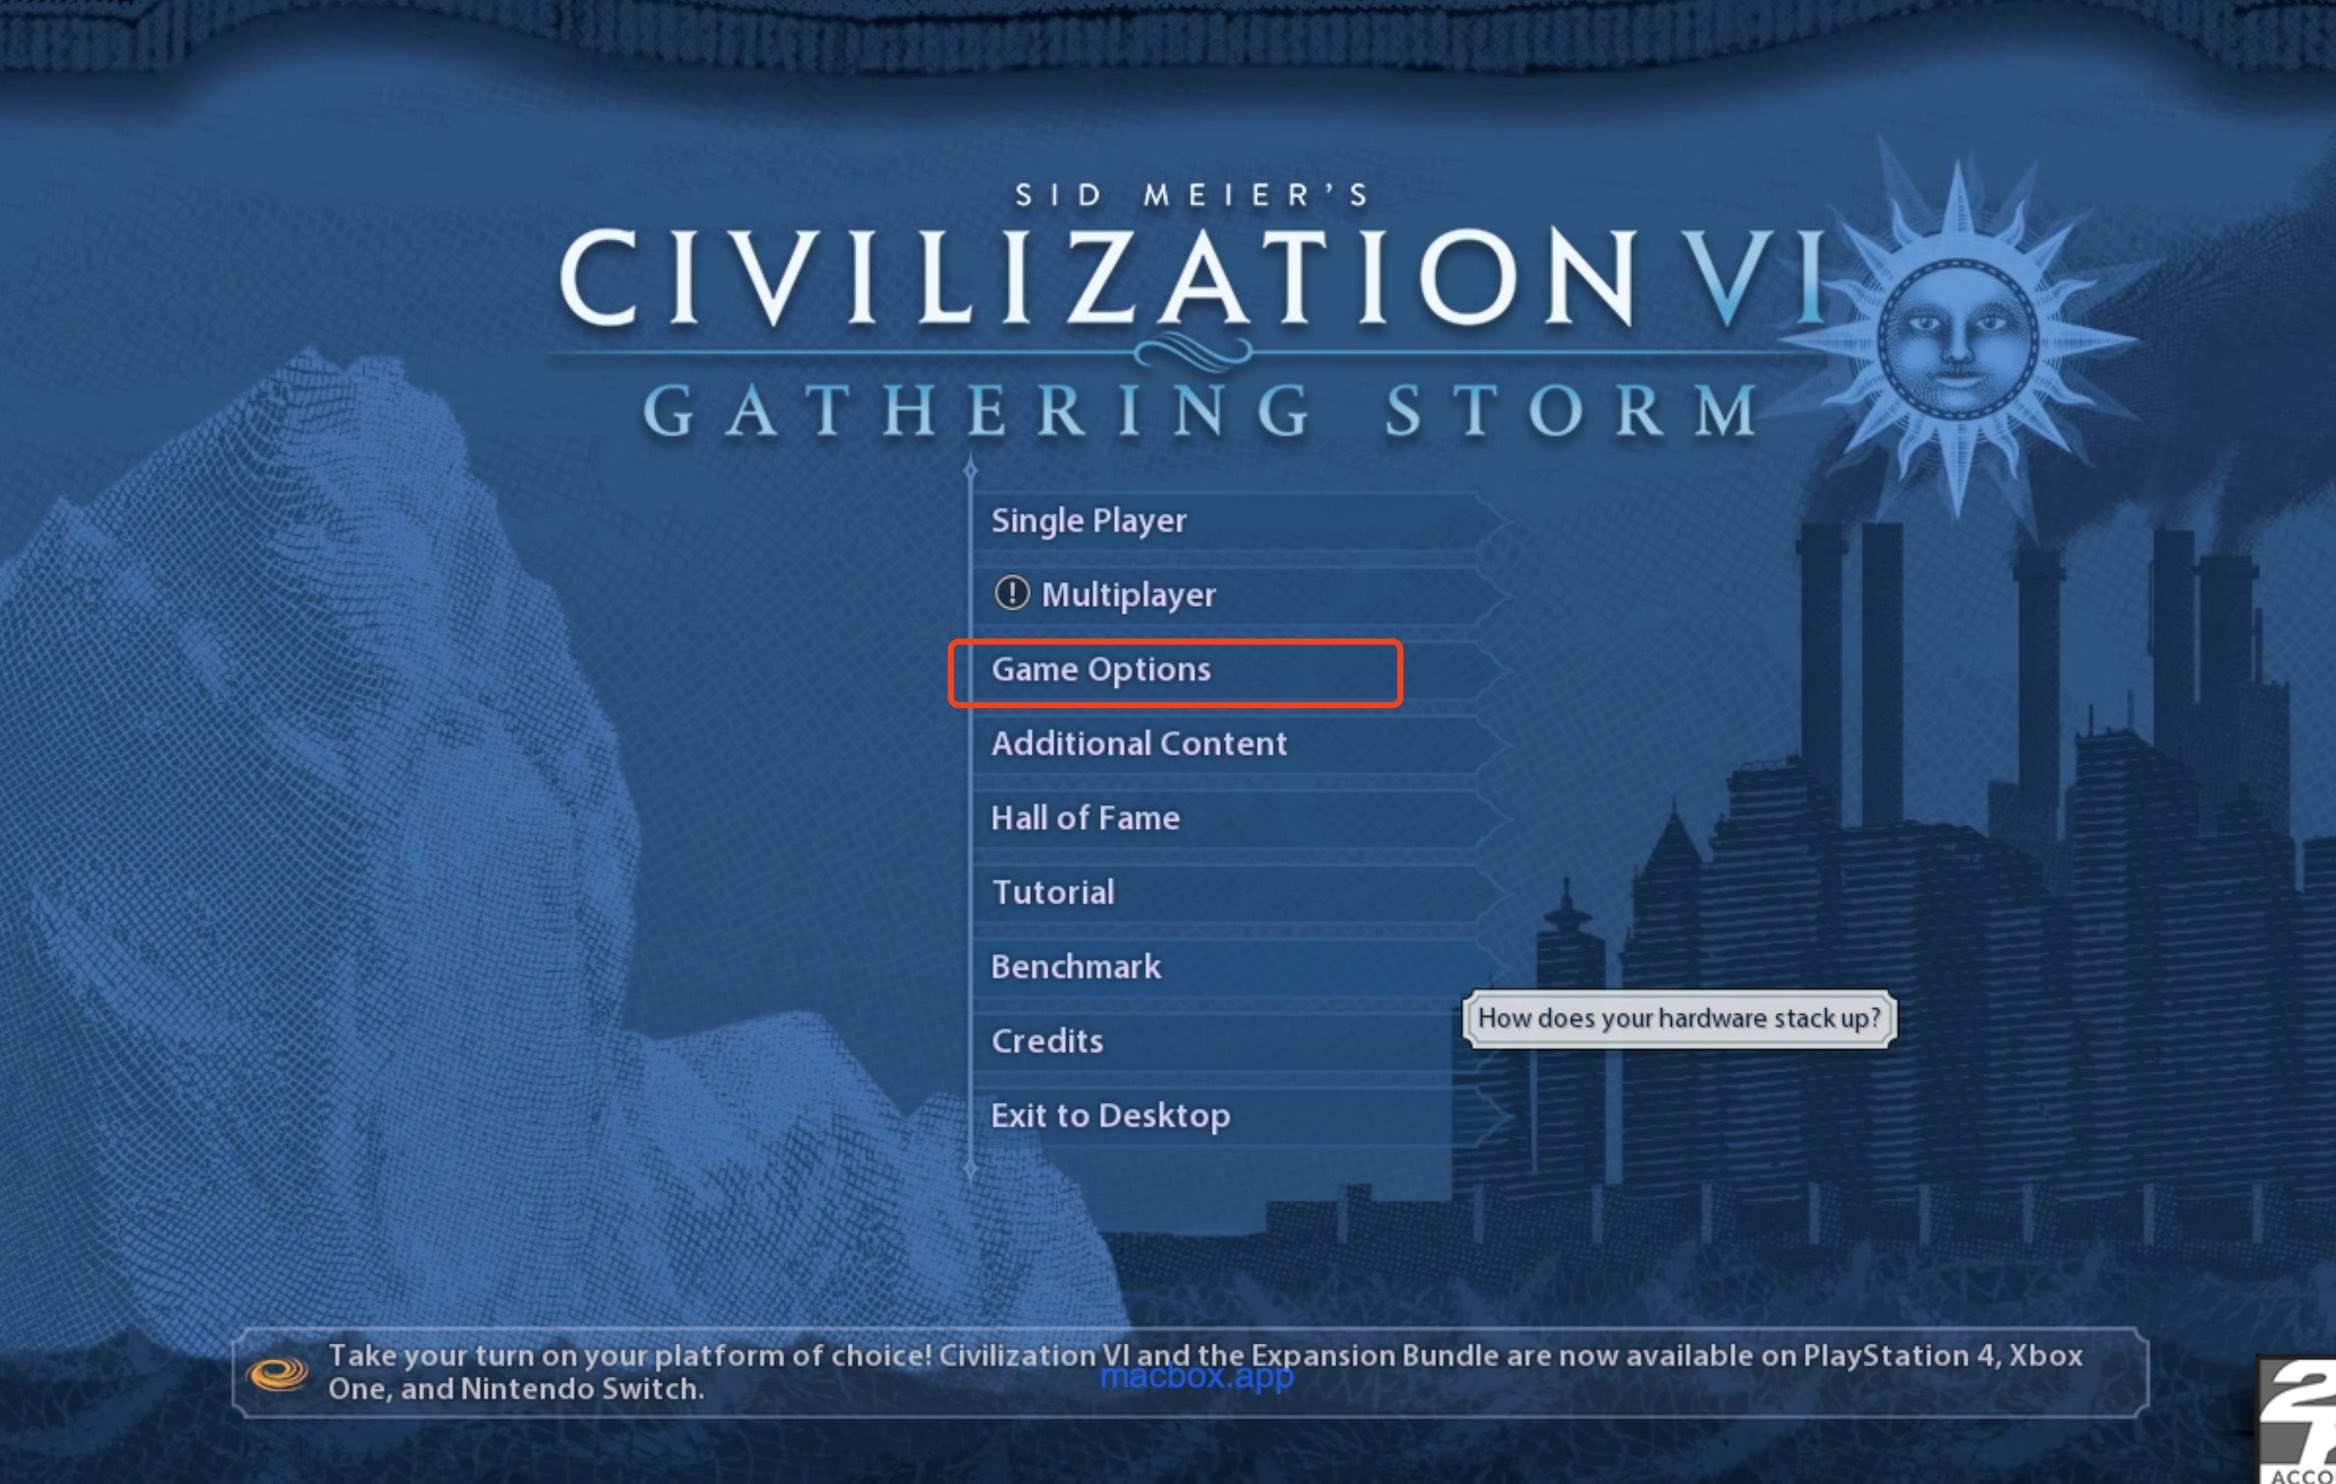 SID MEIER'S
CIVILIZATION VI
GATHERING STORM
Single Player
! Multiplayer
Game Options
Additional Content
Hall of Fame
Tutorial
Benchmark
How does your hardware stack up?
Credits
Exit to Desktop
Take your turn on your platform of choice! Civilization VI and the Expansion Bundle are now available on PlayStation 4, Xbox
One, and Nintendo Switch.
macbox.app
ACCO